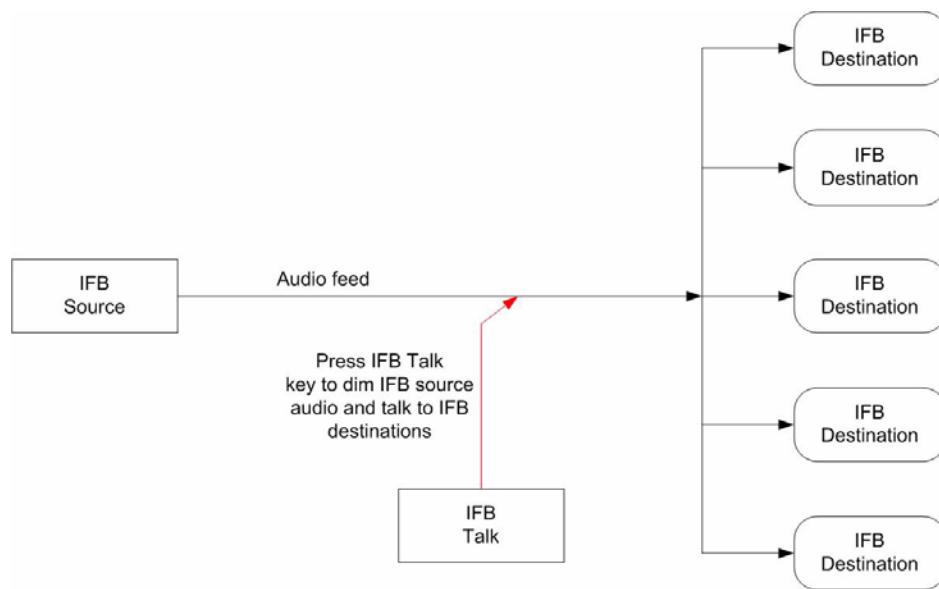 IFB
Destination
IFB
Destination
IFB
Source
Audio feed
IFB
Destination
Press IFB Talk
key to dim IFB source
audio and talk to IFB
destinations
IFB
Destination
IFB
Talk
IFB
Destination